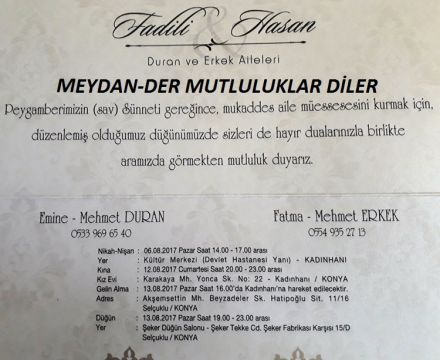 Fadili & Hasan
Duran ve Erkek Aileleri
MEYDAN-DER MUTLULUKLAR DİLER
Peygamberimizin (sav) Sünneti gereğince, mukaddes aile müessesesini kurmak için,
düzenlemiş olduğumuz düğünümüzde sizleri de hayır dualarınızla birlikte
aramızda görmekten mutluluk duyarız.
Emine - Mehmet DURAN
0533 969 65 40
Fatma - Mehmet ERKEK
0554 935 27 13
Nikah-Nişan : 06.08.2017 Pazar Saat 14.00 - 17.00 arası
Yer : Kültür Merkezi (Devlet Hastanesi Yanı) - KADINHANI
Kına : 12.08.2017 Cumartesi Saat 20.00 - 23.00 arası
Kız Evi : Karakaya Mh. Yonca Sk. No: 22 - Kadınhanı / KONYA
Gelin Alma : 13.08.2017 Pazar Saat 16.00'da Kadınhanı'na hareket edilecektir.
Adres : Akşemsettin Mh. Beyzadeler Sk. Hatipoğlu Sit. 11/16
Selçuklu / KONYA
Düğün : 13.08.2017 Pazar Saat 19.00 - 23.00 arası
Yer : Şeker Düğün Salonu - Şeker Tekke Cd. Şeker Fabrikası Karşısı 15/D
Selçuklu / KONYA